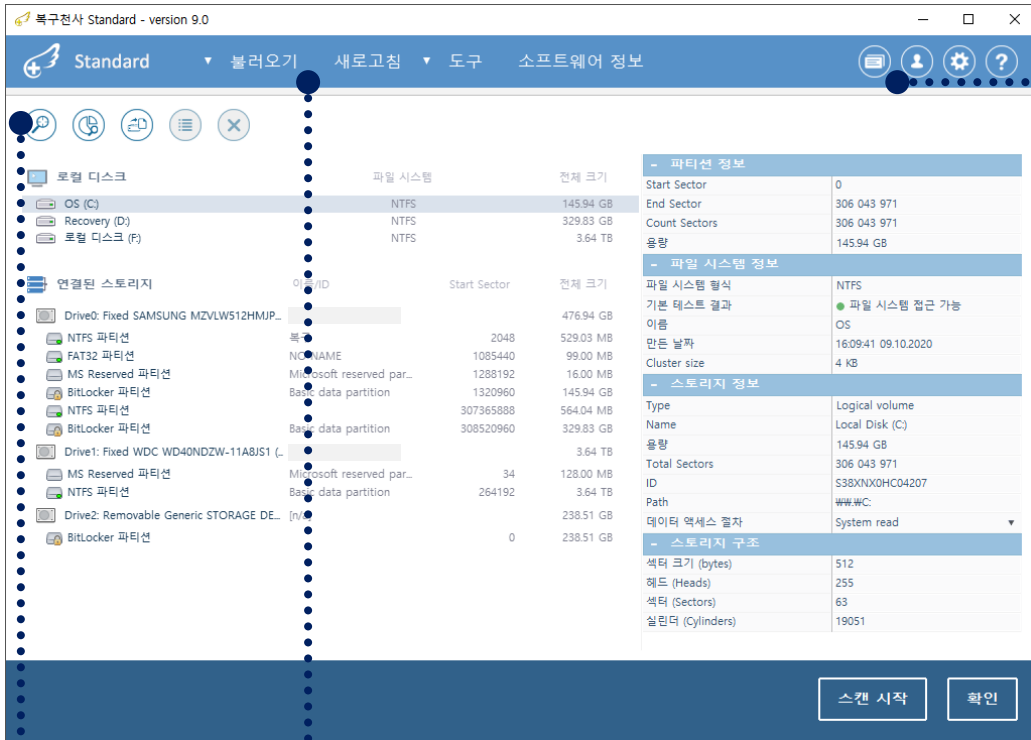 복구천사 Standard - version 9.0
Standard ▼ 불러오기 새로고침 ▼ 도구 소프트웨어 정보
로컬 디스크 파일 시스템 전체 크기
OS (C:) NTFS 145.94 GB
Recovery (D:) NTFS 329.83 GB
로컬 디스크 (F:) NTFS 3.64 TB
연결된 스토리지 이름/ID Start Sector 전체 크기
Drive0: Fixed SAMSUNG MZVLW512HMJP... 476.94 GB
NTFS 파티션 복구 2048 529.03 MB
FAT32 파티션 NO NAME 1085440 99.00 MB
MS Reserved 파티션 Microsoft reserved par... 1288192 16.00 MB
BitLocker 파티션 Basic data partition 1320960 145.94 GB
NTFS 파티션 307365888 564.04 MB
BitLocker 파티션 Basic data partition 308520960 329.83 GB
Drive1: Fixed WDC WD40NDZW-11A8JS1 (... 3.64 TB
MS Reserved 파티션 Microsoft reserved par... 34 128.00 MB
NTFS 파티션 Basic data partition 264192 3.64 TB
Drive2: Removable Generic STORAGE DE... [n/a] 238.51 GB
BitLocker 파티션 0 238.51 GB
– 파티션 정보
Start Sector 0
End Sector 306 043 971
Count Sectors 306 043 971
용량 145.94 GB
– 파일 시스템 정보
파일 시스템 형식 NTFS
기본 테스트 결과 ● 파일 시스템 접근 가능
이름 OS
만든 날짜 16:09:41 09.10.2020
Cluster size 4 KB
– 스토리지 정보
Type Logical volume
Name Local Disk (C:)
용량 145.94 GB
Total Sectors 306 043 971
ID S38XNX0HC04207
Path ₩₩.₩C:
데이터 액세스 절차 System read ▼
– 스토리지 구조
섹터 크기 (bytes) 512
헤드 (Heads) 255
섹터 (Sectors) 63
실린더 (Cylinders) 19051
스캔 시작 확인